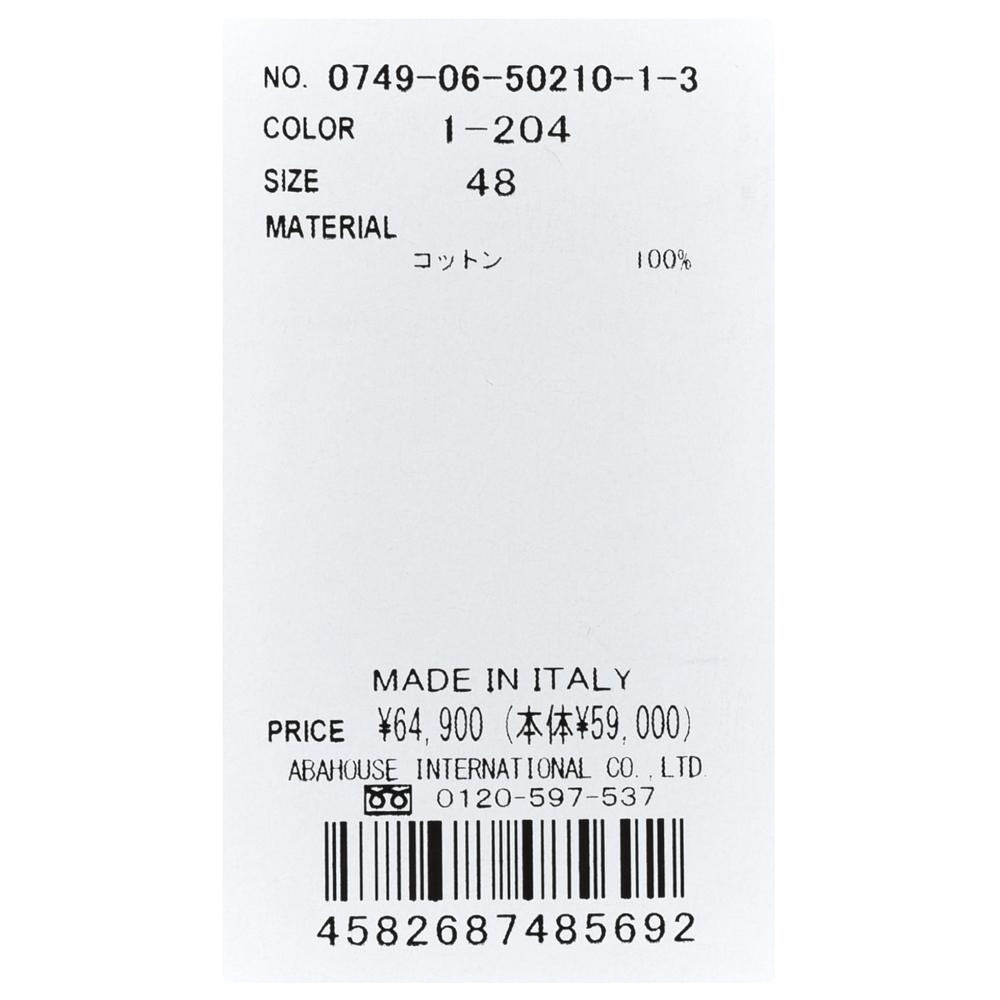 NO. 0749-06-50210-1-3
COLOR 1-204
SIZE 48
MATERIAL
コットン 100%
MADE IN ITALY
PRICE ¥64,900 (本体¥59,000)
ABAHOUSE INTERNATIONAL CO.,LTD.
0120-597-537
4582687485692